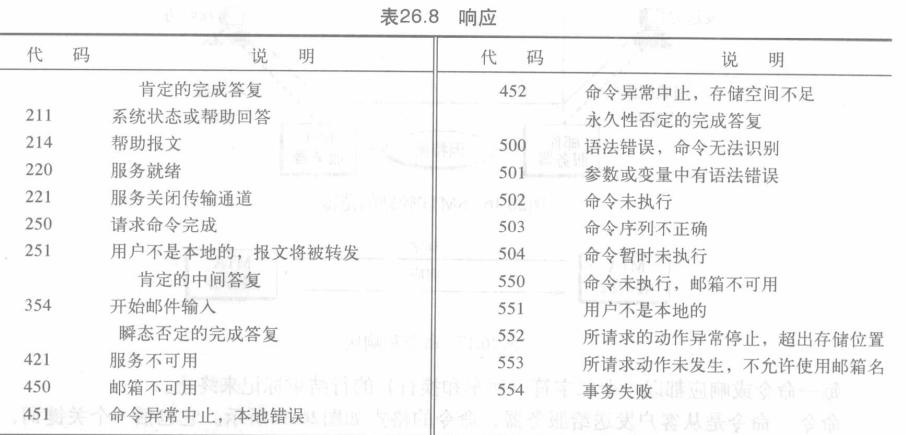 表26.8 响应
代 码 说 明
肯定的完成答复
211 系统状态或帮助回答
214 帮助报文
220 服务就绪
221 服务关闭传输通道
250 请求命令完成
251 用户不是本地的，报文将被转发
肯定的中间答复
354 开始邮件输入
瞬态否定的完成答复
421 服务不可用
450 邮箱不可用
451 命令异常中止，本地错误
代 码 说 明
452 命令异常中止，存储空间不足
永久性否定的完成答复
500 语法错误，命令无法识别
501 参数或变量中有语法错误
502 命令未执行
503 命令序列不正确
504 命令暂时未执行
550 命令未执行，邮箱不可用
551 用户不是本地的
552 所请求的动作异常停止，超出存储位置
553 所请求动作未发生，不允许使用邮箱名
554 事务失败